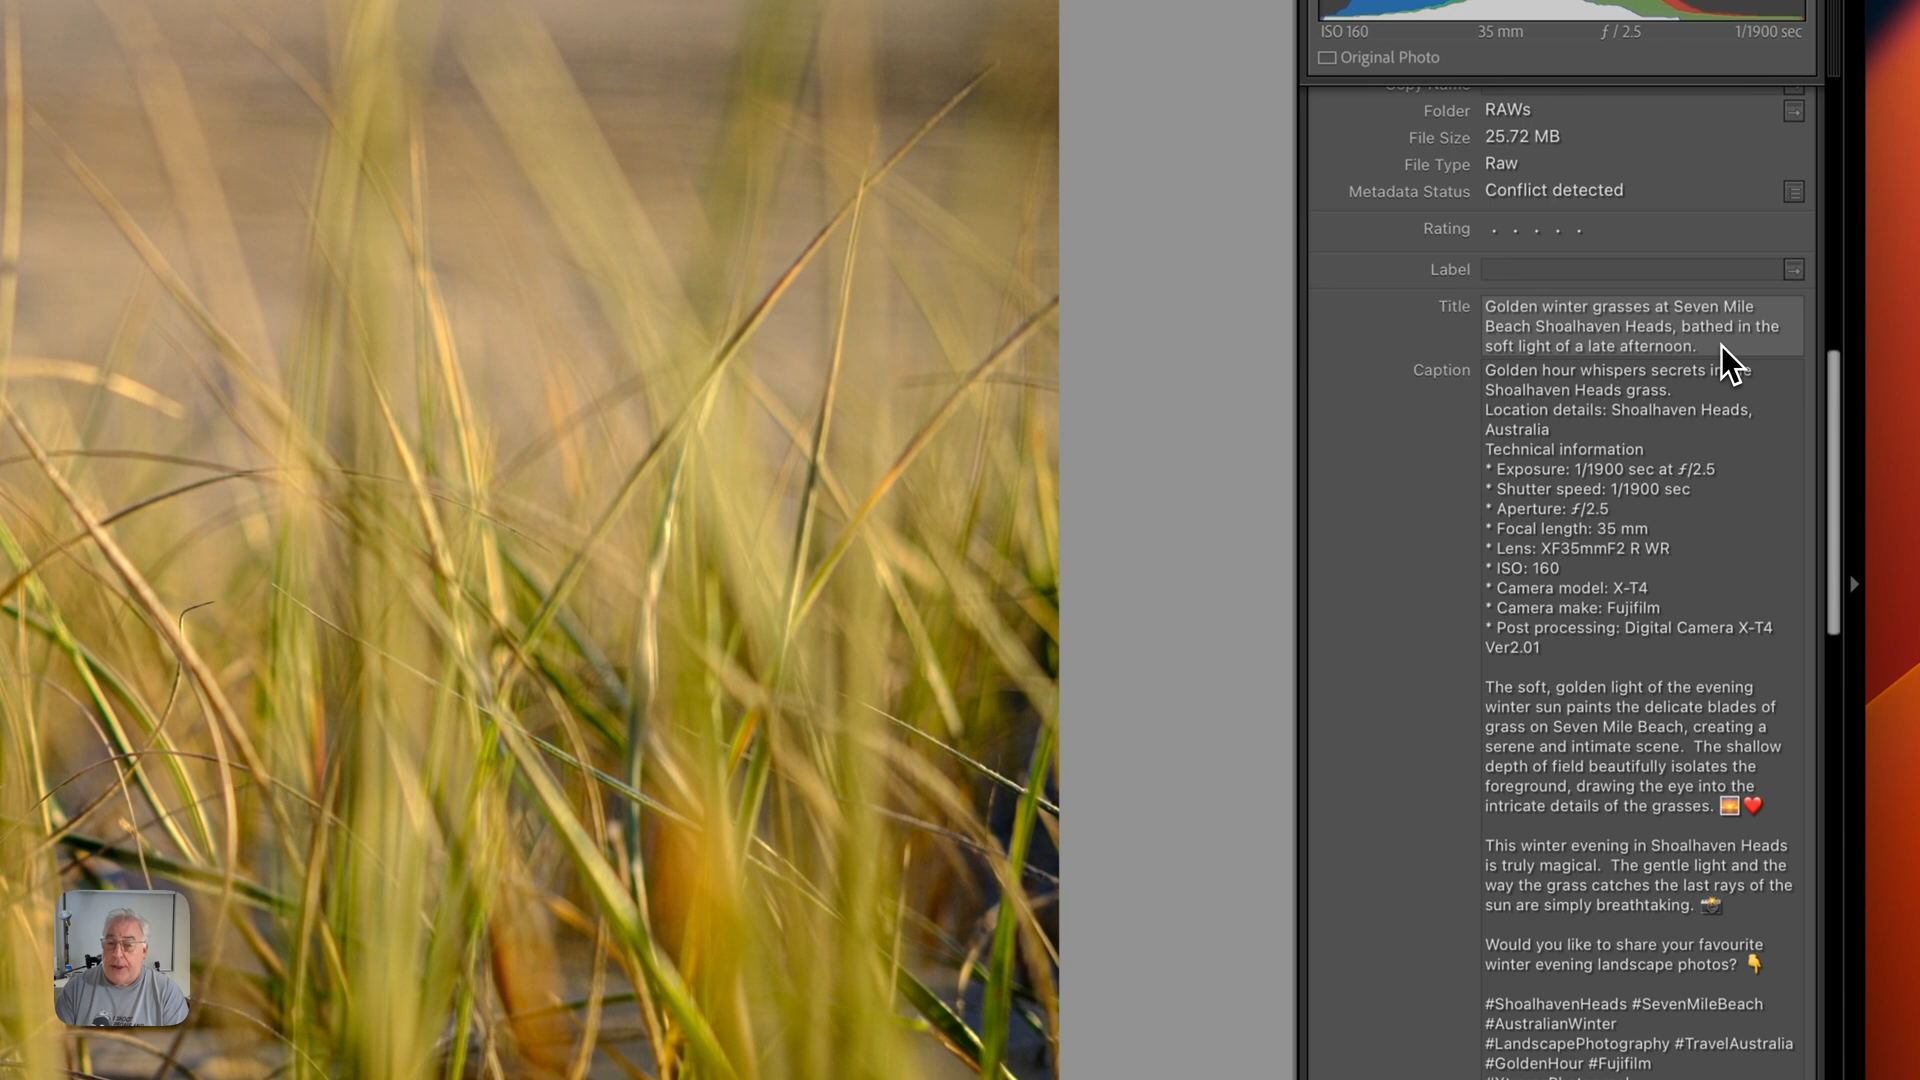 ISO 160 35 mm ƒ / 2.5 1/1900 sec
Original Photo
Copy Name
Folder RAWs
File Size 25.72 MB
File Type Raw
Metadata Status Conflict detected
Rating
Label
Title Golden winter grasses at Seven Mile
Beach Shoalhaven Heads, bathed in the
soft light of a late afternoon.
Caption Golden hour whispers secrets in
Shoalhaven Heads grass.
Location details: Shoalhaven Heads,
Australia
Technical information
* Exposure: 1/1900 sec at ƒ/2.5
* Shutter speed: 1/1900 sec
* Aperture: ƒ/2.5
* Focal length: 35 mm
* Lens: XF35mmF2 R WR
* ISO: 160
* Camera model: X-T4
* Camera make: Fujifilm
* Post processing: Digital Camera X-T4
Ver2.01
The soft, golden light of the evening
winter sun paints the delicate blades of
grass on Seven Mile Beach, creating a
serene and intimate scene. The shallow
depth of field beautifully isolates the
foreground, drawing the eye into the
intricate details of the grasses. 🌅❤️
This winter evening in Shoalhaven Heads
is truly magical. The gentle light and the
way the grass catches the last rays of the
sun are simply breathtaking. 📸
Would you like to share your favourite
winter evening landscape photos? 👇
#ShoalhavenHeads #SevenMileBeach
#AustralianWinter
#LandscapePhotography #TravelAustralia
#GoldenHour #Fujifilm